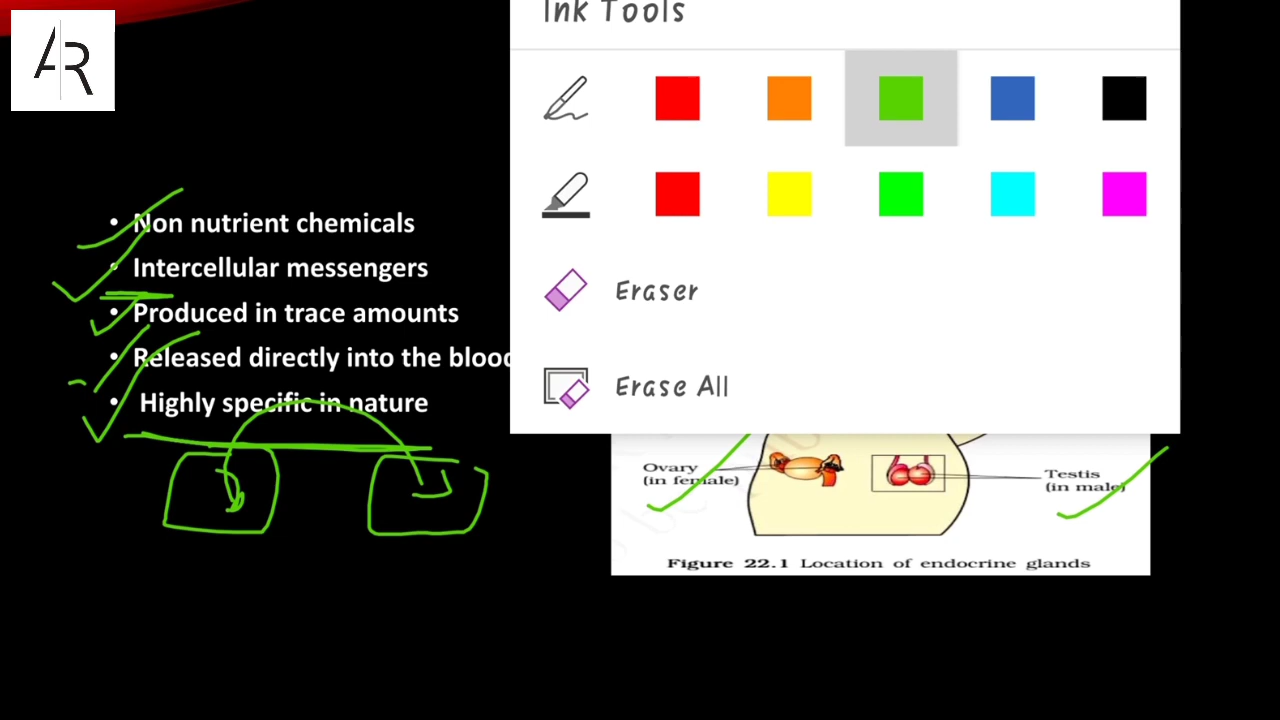 AR
Ink Tools
• Non nutrient chemicals
• Intercellular messengers
• Produced in trace amounts
• Released directly into the blood
• Highly specific in nature
Eraser
Erase All
Ovary
(in female)
Testis
(in male)
Figure 22.1 Location of endocrine glands